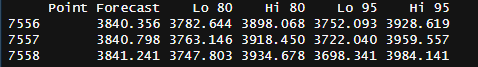 Point Forecast Lo 80 Hi 80 Lo 95 Hi 95
7556 3840.356 3782.644 3898.068 3752.093 3928.619
7557 3840.798 3763.146 3918.450 3722.040 3959.557
7558 3841.241 3747.803 3934.678 3698.341 3984.141